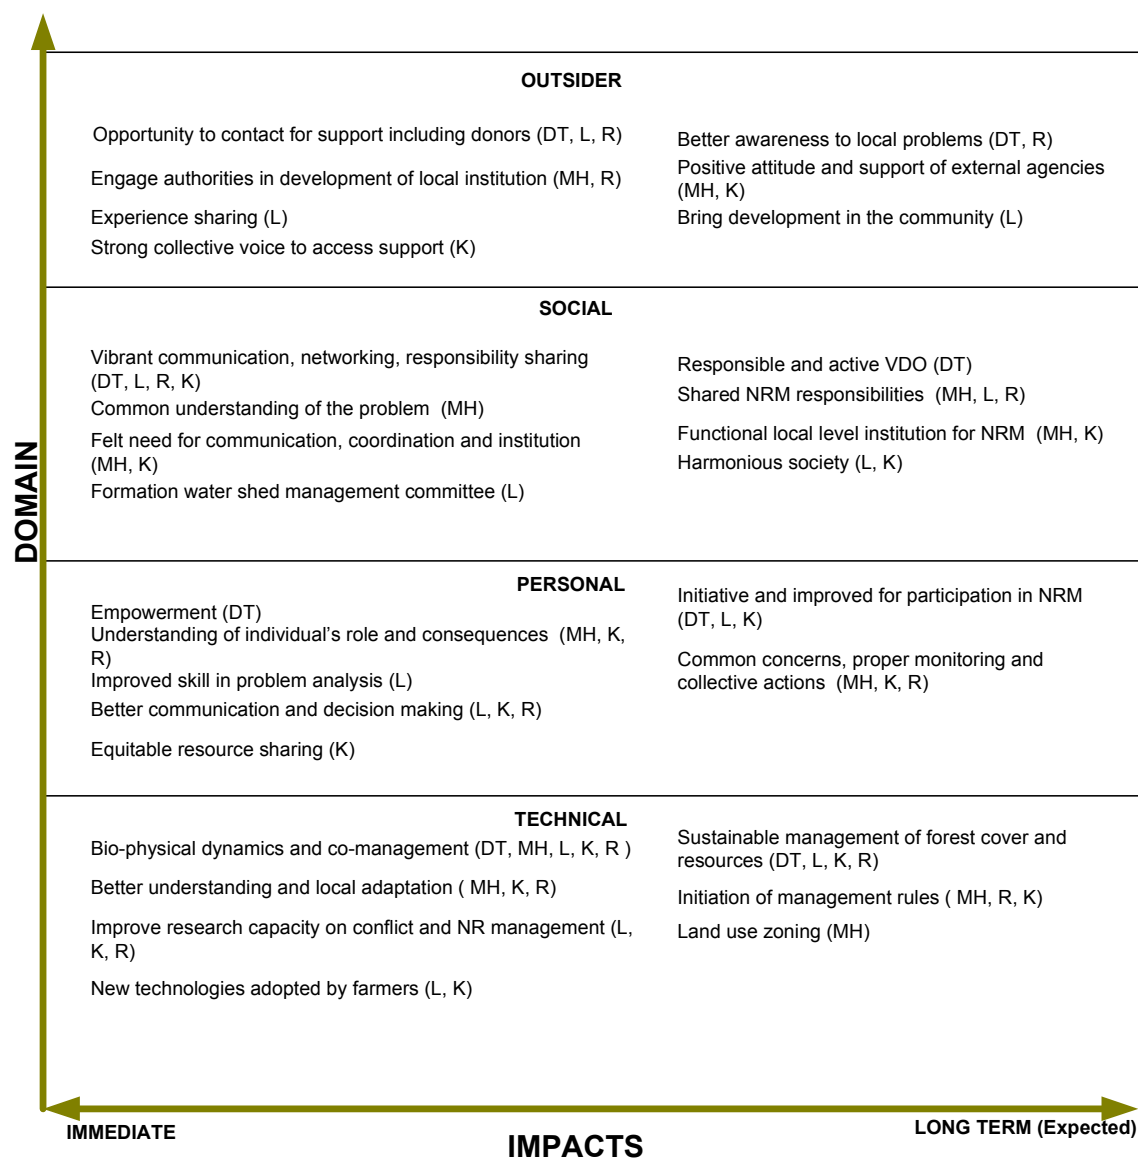 OUTSIDER
Opportunity to contact for support including donors (DT, L, R)
Engage authorities in development of local institution (MH, R)
Experience sharing (L)
Strong collective voice to access support (K)
Better awareness to local problems (DT, R)
Positive attitude and support of external agencies
(MH, K)
Bring development in the community (L)
SOCIAL
Vibrant communication, networking, responsibility sharing
(DT, L, R, K)
Common understanding of the problem (MH)
Felt need for communication, coordination and institution
(MH, K)
Formation water shed management committee (L)
Responsible and active VDO (DT)
Shared NRM responsibilities (MH, L, R)
Functional local level institution for NRM (MH, K)
Harmonious society (L, K)
PERSONAL
Empowerment (DT)
Understanding of individual's role and consequences (MH, K,
R)
Improved skill in problem analysis (L)
Better communication and decision making (L, K, R)
Equitable resource sharing (K)
Initiative and improved for participation in NRM
(DT, L, K)
Common concerns, proper monitoring and
collective actions (MH, K, R)
TECHNICAL
Bio-physical dynamics and co-management (DT, MH, L, K, R )
Better understanding and local adaptation ( MH, K, R)
Improve research capacity on conflict and NR management (L,
K, R)
New technologies adopted by farmers (L, K)
Sustainable management of forest cover and
resources (DT, L, K, R)
Initiation of management rules ( MH, R, K)
Land use zoning (MH)
DOMAIN
IMMEDIATE
IMPACTS
LONG TERM (Expected)